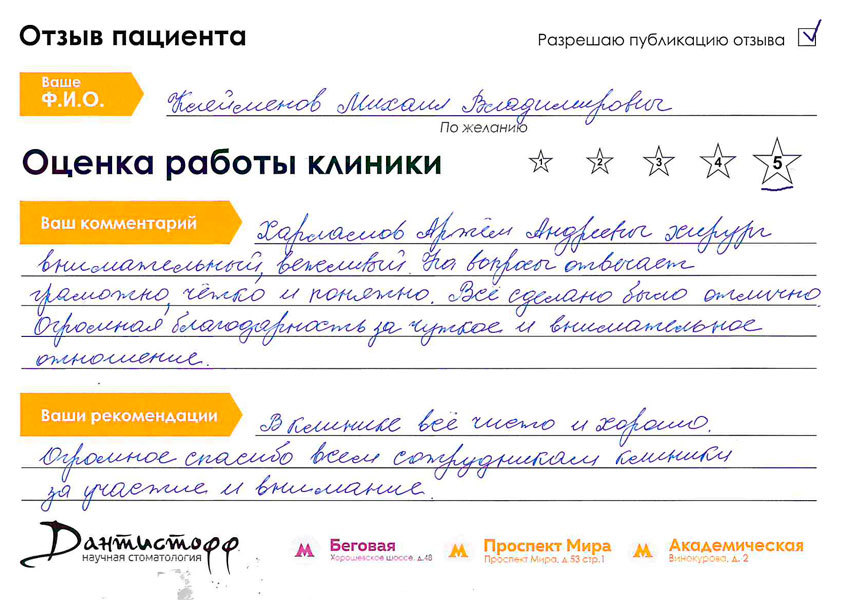 Отзыв пациента
Разрешаю публикацию отзыва
Ваше
Ф.И.О.
Клейменов Михаил Владимирович
По желанию
Оценка работы клиники
1 2 3 4 5
Ваш комментарий
Харламов Артём Андреевич хирург
внимательный, вежливый. На вопросы отвечает
грамотно, чётко и понятно. Всё сделано было отлично.
Огромная благодарность за чуткое и внимательное
отношение.
Ваши рекомендации
В клинике всё чисто и хорошо.
Огромное спасибо всем сотрудникам клиники
за участие и внимание.
Дантистофф
научная стоматология
Беговая
Хорошевское шоссе, д.48
Проспект Мира
Проспект Мира, д.53 стр.1
Академическая
Винокурова, д. 2